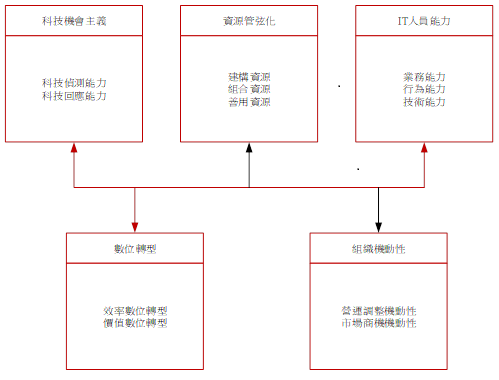 科技機會主義
科技偵測能力
科技回應能力
資源管弦化
建構資源
組合資源
善用資源
IT人員能力
業務能力
行為能力
技術能力
數位轉型
效率數位轉型
價值數位轉型
組織機動性
營運調整機動性
市場商機機動性